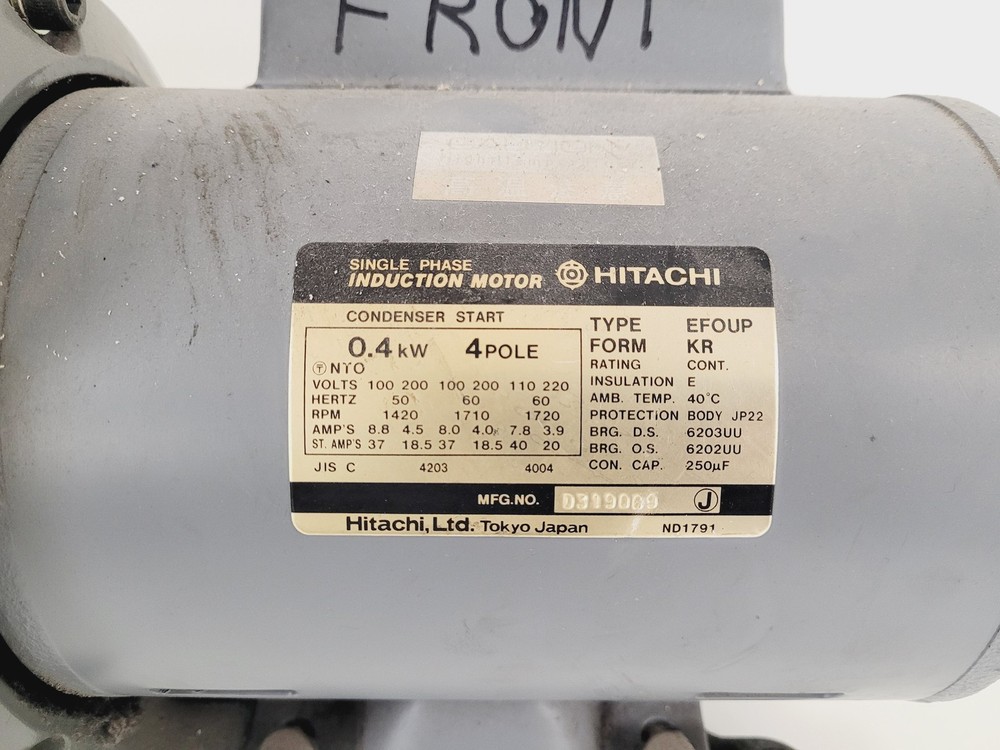 FRONT
SINGLE PHASE
INDUCTION MOTOR HITACHI
CONDENSER START
0.4 kW 4 POLE
Ⓣ NYO
VOLTS 100 200 100 200 110 220
HERTZ 50 60 60
RPM 1420 1710 1720
AMP'S 8.8 4.5 8.0 4.0 7.8 3.9
ST. AMP'S 37 18.5 37 18.5 40 20
JIS C 4203 4004
TYPE EFOUP
FORM KR
RATING CONT.
INSULATION E
AMB. TEMP. 40°C
PROTECTION BODY JP22
BRG. D.S. 6203UU
BRG. O.S. 6202UU
CON. CAP. 250μF
MFG.NO. D319009 J
Hitachi, Ltd. Tokyo Japan ND1791